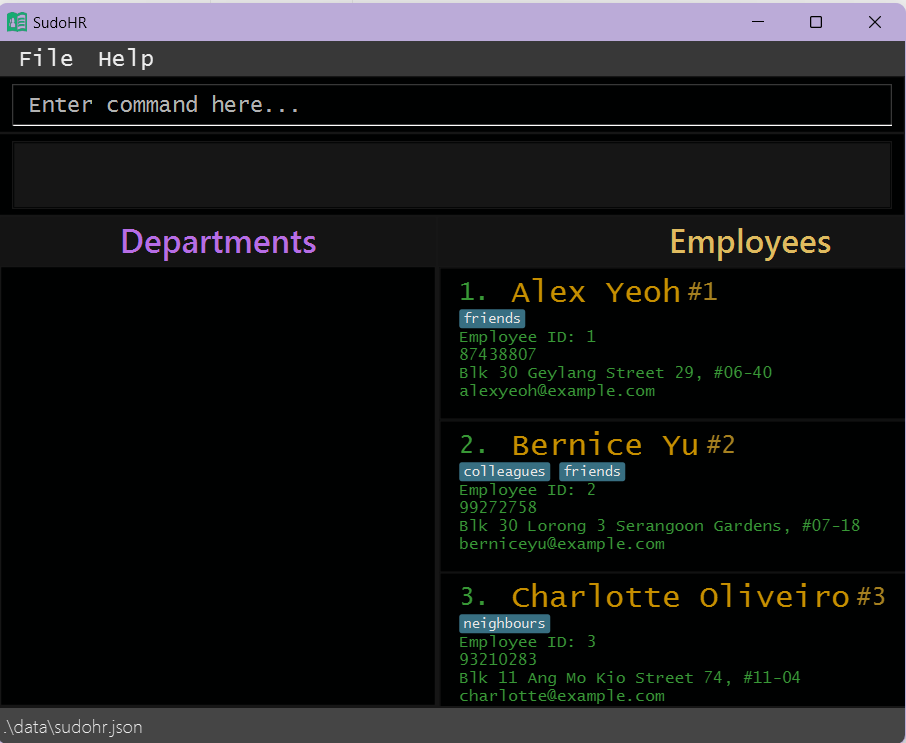 SudoHR
File Help
Enter command here...
Departments
Employees
1. Alex Yeoh #1
friends
Employee ID: 1
87438807
Blk 30 Geylang Street 29, #06-40
alexyeoh@example.com
2. Bernice Yu #2
colleagues friends
Employee ID: 2
99272758
Blk 30 Lorong 3 Serangoon Gardens, #07-18
berniceyu@example.com
3. Charlotte Oliveiro #3
neighbours
Employee ID: 3
93210283
Blk 11 Ang Mo Kio Street 74, #11-04
charlotte@example.com
.\data\sudohr.json